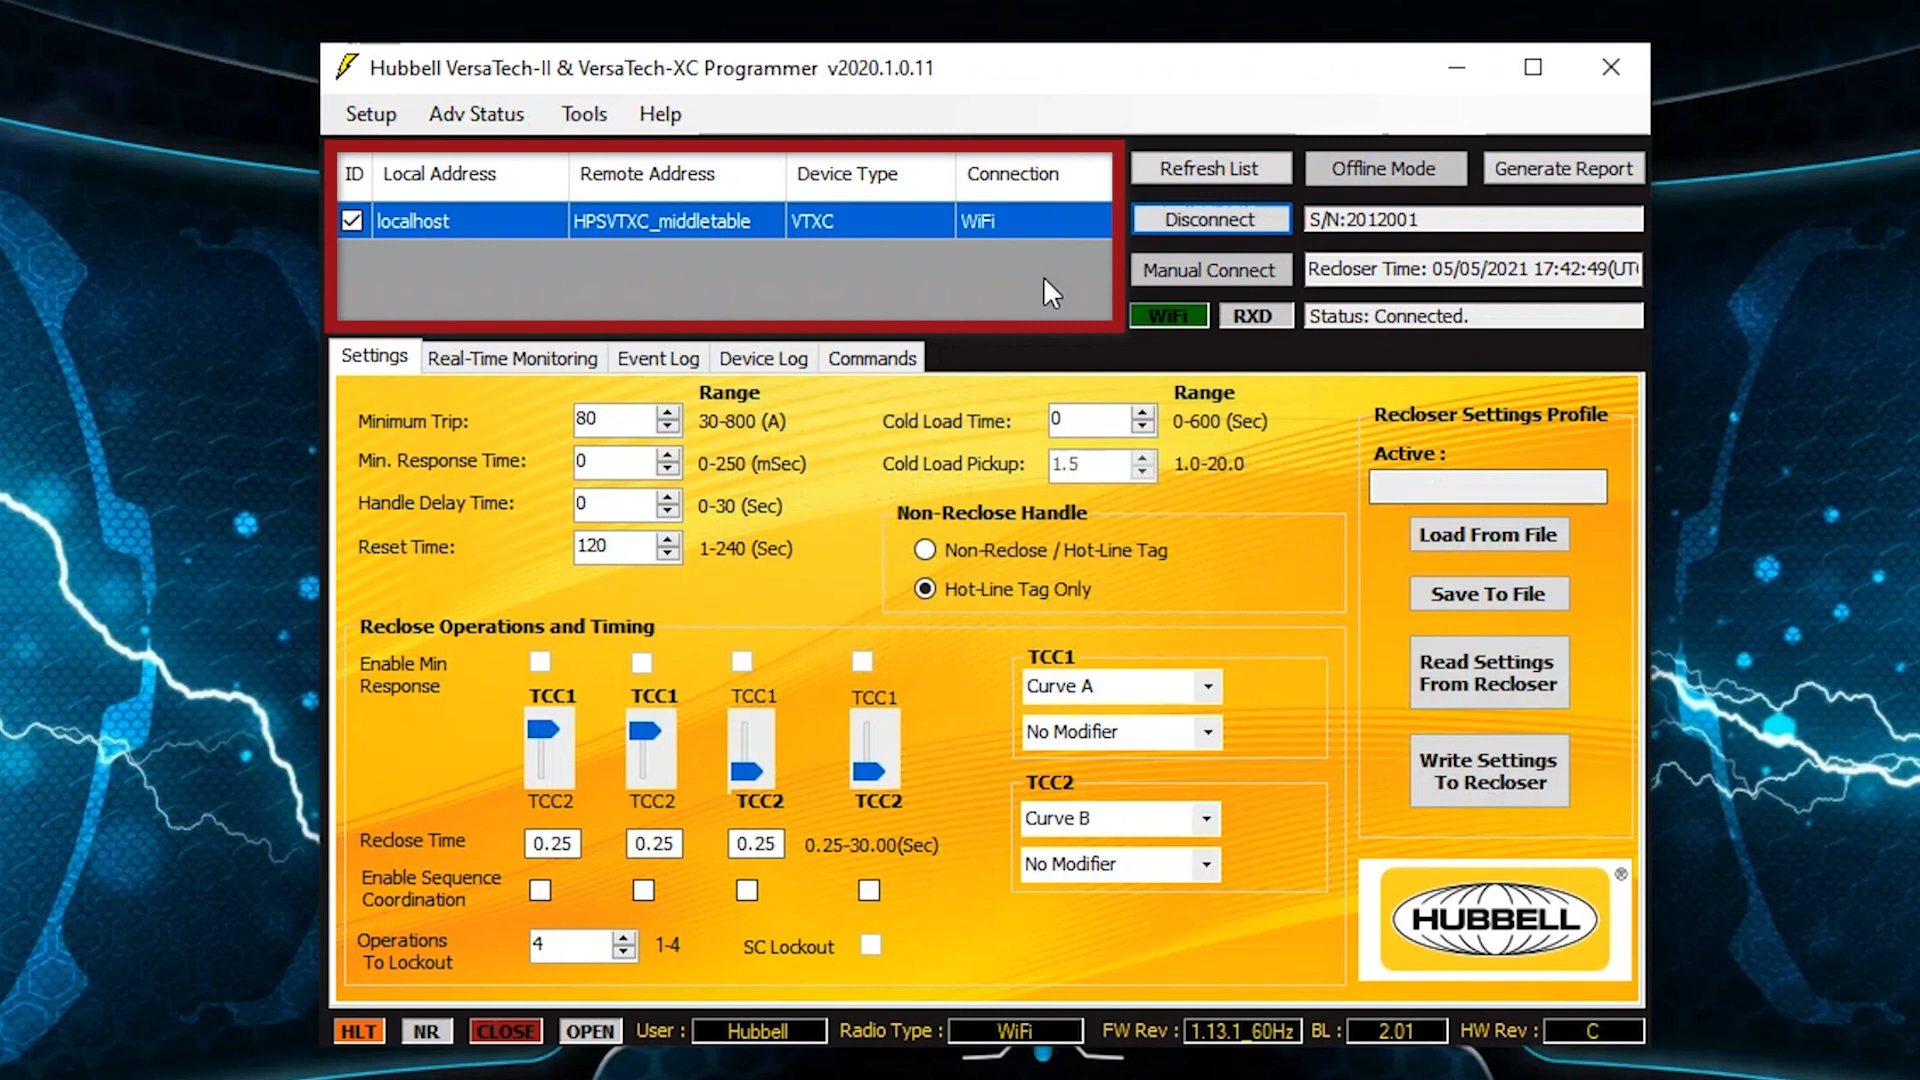 Hubbell VersaTech-II & VersaTech-XC Programmer v2020.1.0.11
Setup Adv Status Tools Help
ID Local Address Remote Address Device Type Connection
localhost HPSVTXC_middletable VTXC WiFi
Refresh List Offline Mode Generate Report
Disconnect S/N:2012001
Manual Connect Recloser Time: 05/05/2021 17:42:49(UT
WiFi RXD Status: Connected.
Settings Real-Time Monitoring Event Log Device Log Commands
Range Range
Minimum Trip: 80 30-800 (A) Cold Load Time: 0 0-600 (Sec)
Min. Response Time: 0 0-250 (mSec) Cold Load Pickup: 1.5 1.0-20.0
Handle Delay Time: 0 0-30 (Sec)
Reset Time: 120 1-240 (Sec)
Non-Reclose Handle
Non-Reclose / Hot-Line Tag
Hot-Line Tag Only
Recloser Settings Profile
Active :
Load From File
Save To File
Read Settings
From Recloser
Write Settings
To Recloser
Reclose Operations and Timing
Enable Min
Response
TCC1 TCC1 TCC1 TCC1
TCC2 TCC2 TCC2 TCC2
Reclose Time 0.25 0.25 0.25 0.25-30.00(Sec)
Enable Sequence
Coordination
Operations
To Lockout
4 1-4 SC Lockout
TCC1
Curve A
No Modifier
TCC2
Curve B
No Modifier
HUBBELL ®
HLT NR CLOSE OPEN User : Hubbell Radio Type : WiFi FW Rev : 1.13.1_60Hz BL : 2.01 HW Rev : C